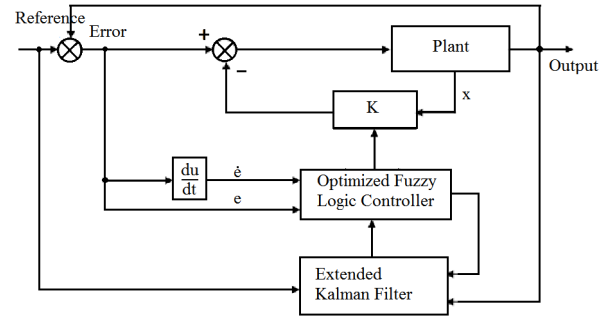 Reference
Error
+
−
Plant
Output
x
K
du
dt
ė
e
Optimized Fuzzy
Logic Controller
Extended
Kalman Filter